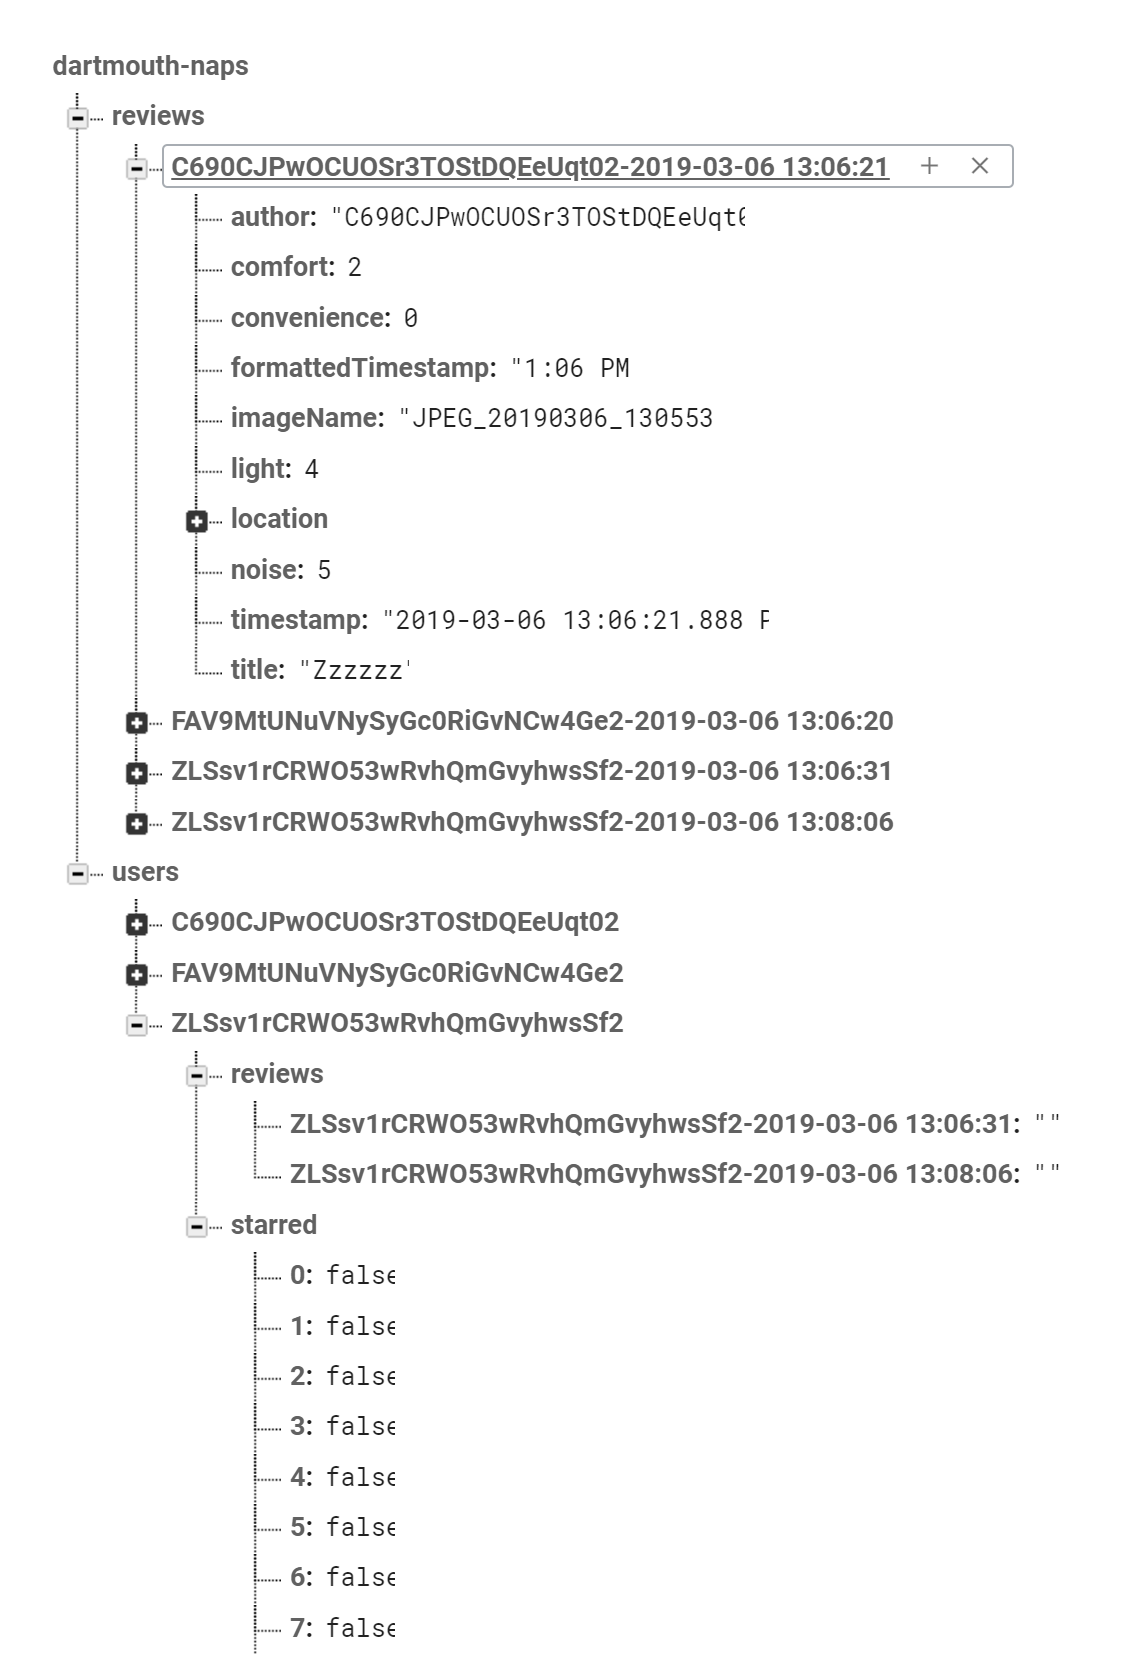 dartmouth-naps
reviews
C690CJPwOCUOSr3TOStDQEeUqt02-2019-03-06 13:06:21
author: "C690CJPwOCUOSr3TOStDQEeUqt0
comfort: 2
convenience: 0
formattedTimestamp: "1:06 PM
imageName: "JPEG_20190306_130553
light: 4
location
noise: 5
timestamp: "2019-03-06 13:06:21.888
title: "Zzzzzz"
FAV9MtUNuVNySyGc0RiGvNCw4Ge2-2019-03-06 13:06:20
ZLSsv1rCRWO53wRvhQmGvyhwsSf2-2019-03-06 13:06:31
ZLSsv1rCRWO53wRvhQmGvyhwsSf2-2019-03-06 13:08:06
users
C690CJPwOCUOSr3TOStDQEeUqt02
FAV9MtUNuVNySyGc0RiGvNCw4Ge2
ZLSsv1rCRWO53wRvhQmGvyhwsSf2
reviews
ZLSsv1rCRWO53wRvhQmGvyhwsSf2-2019-03-06 13:06:31: ""
ZLSsv1rCRWO53wRvhQmGvyhwsSf2-2019-03-06 13:08:06: ""
starred
0: false
1: false
2: false
3: false
4: false
5: false
6: false
7: false